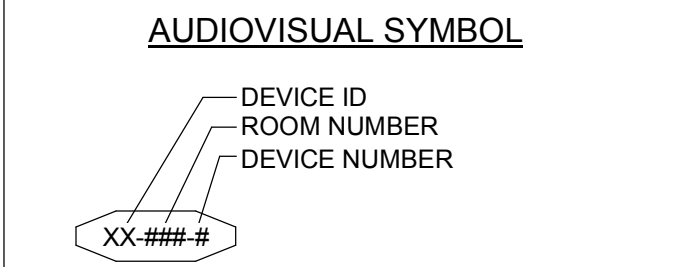 AUDIOVISUAL SYMBOL
DEVICE ID
ROOM NUMBER
DEVICE NUMBER
XX-###-#